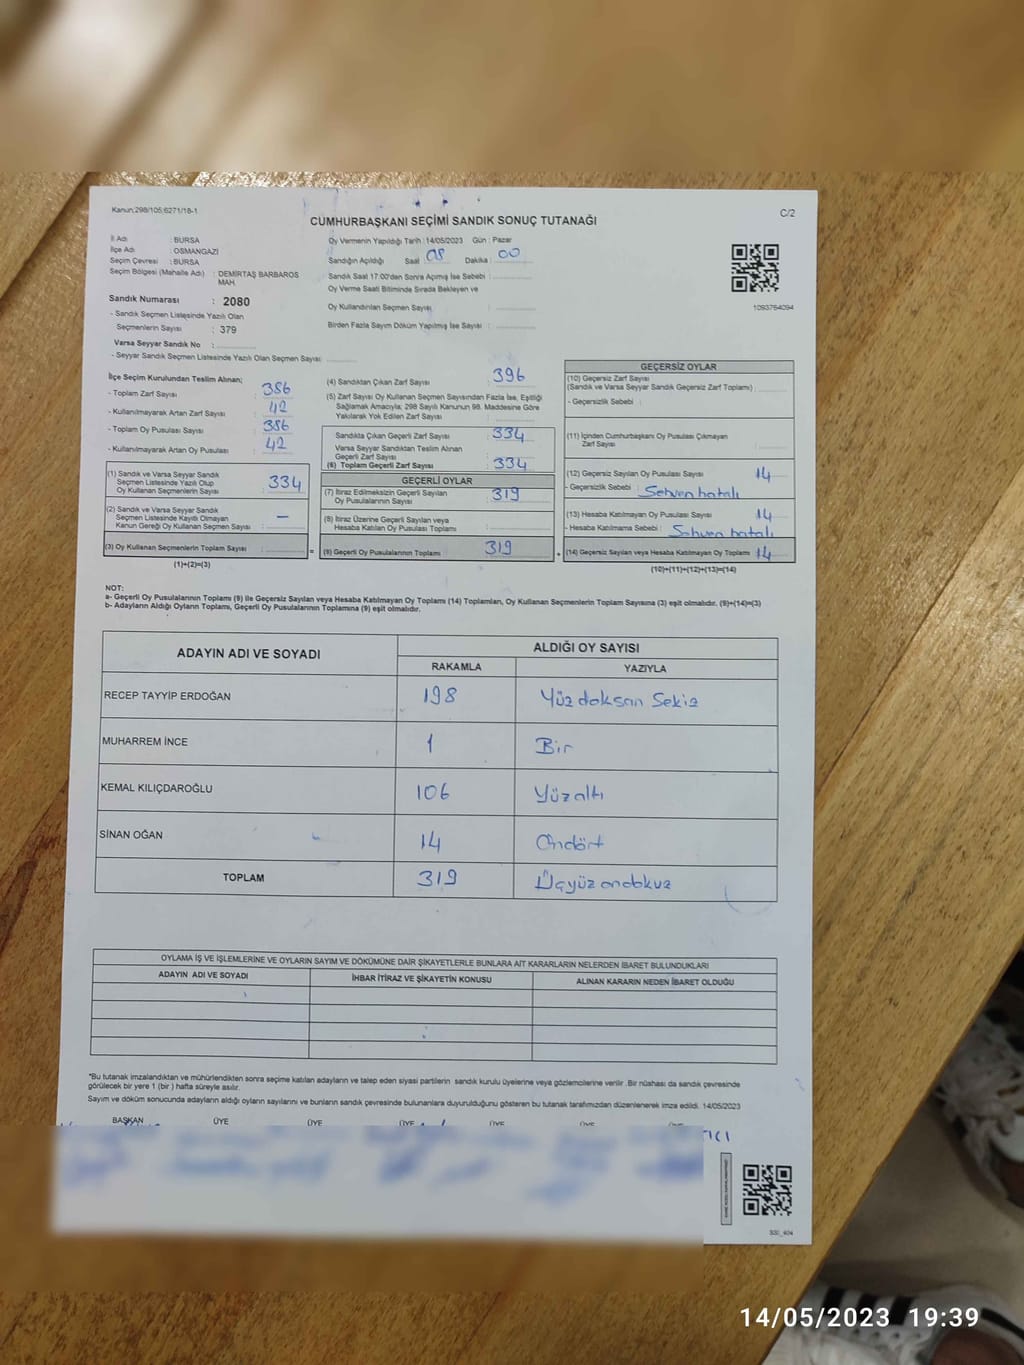 Kanun;298/105;6271/18-1
C/2
CUMHURBAŞKANI SEÇİMİ SANDIK SONUÇ TUTANAĞI
İl Adı : BURSA
İlçe Adı : OSMANGAZİ
Seçim Çevresi : BURSA
Seçim Bölgesi (Mahalle Adı) : DEMİRTAŞ BARBAROS MAH.
Sandık Numarası : 2080
- Sandık Seçmen Listesinde Yazılı Olan
Seçmenlerin Sayısı : 379
Varsa Seyyar Sandık No :
- Seyyar Sandık Seçmen Listesinde Yazılı Olan Seçmen Sayısı
Oy Vermenin Yapıldığı Tarih :14/05/2023 Gün : Pazar
Sandığın Açıldığı Saat 08 Dakika : 00
Sandık Saat 17:00'den Sonra Açılmış İse Sebebi :
Oy Verme Saati Bitiminde Sırada Bekleyen ve
Oy Kullandırılan Seçmen Sayısı :
Birden Fazla Sayım Döküm Yapılmış İse Sayısı :
1093764094
İlçe Seçim Kurulundan Teslim Alınan;
- Toplam Zarf Sayısı : 386
- Kullanılmayarak Artan Zarf Sayısı : 42
- Toplam Oy Pusulası Sayısı : 386
- Kullanılmayarak Artan Oy Pusulası : 42
(1) Sandık ve Varsa Seyyar Sandık
Seçmen Listesinde Yazılı Olup
Oy Kullanan Seçmenlerin Sayısı : 334
(2) Sandık ve Varsa Seyyar Sandık
Seçmen Listesinde Kayıtlı Olmayan
Kanun Gereği Oy Kullanan Seçmen Sayısı : –
(3) Oy Kullanan Seçmenlerin Toplam Sayısı :
(1)+(2)=(3)
(4) Sandıktan Çıkan Zarf Sayısı : 396
(5) Zarf Sayısı Oy Kullanan Seçmen Sayısından Fazla İse, Eşitliği
Sağlamak Amacıyla; 298 Sayılı Kanunun 98. Maddesine Göre
Yakılarak Yok Edilen Zarf Sayısı :
Sandıkta Çıkan Geçerli Zarf Sayısı : 334
Varsa Seyyar Sandıktan Teslim Alınan
Geçerli Zarf Sayısı :
(6) Toplam Geçerli Zarf Sayısı : 334
GEÇERLİ OYLAR
(7) İtiraz Edilmeksizin Geçerli Sayılan
Oy Pusulalarının Sayısı : 319
(8) İtiraz Üzerine Geçerli Sayılan veya
Hesaba Katılan Oy Pusulası Toplamı :
= (9) Geçerli Oy Pusulalarının Toplamı : 319
GEÇERSİZ OYLAR
(10) Geçersiz Zarf Sayısı
(Sandık ve Varsa Seyyar Sandık Geçersiz Zarf Toplamı) :
- Geçersizlik Sebebi :
(11) İçinden Cumhurbaşkanı Oy Pusulası Çıkmayan
Zarf Sayısı :
(12) Geçersiz Sayılan Oy Pusulası Sayısı : 14
- Geçersizlik Sebebi : Sehven hatalı
(13) Hesaba Katılmayan Oy Pusulası Sayısı : 14
- Hesaba Katılmama Sebebi : Sehven hatalı
+ (14) Geçersiz Sayılan veya Hesaba Katılmayan Oy Toplamı : 14
(10)+(11)+(12)+(13)=(14)
NOT:
a- Geçerli Oy Pusulalarının Toplamı (9) ile Geçersiz Sayılan veya Hesaba Katılmayan Oy Toplamı (14) Toplamları, Oy Kullanan Seçmenlerin Toplam Sayısına (3) eşit olmalıdır. (9)+(14)=(3)
b- Adayların Aldığı Oyların Toplamı, Geçerli Oy Pusulalarının Toplamına (9) eşit olmalıdır.
ADAYIN ADI VE SOYADI
ALDIĞI OY SAYISI
RAKAMLA YAZIYLA
RECEP TAYYİP ERDOĞAN 198 Yüzdoksan Sekiz
MUHARREM İNCE 1 Bir
KEMAL KILIÇDAROĞLU 106 Yüzaltı
SİNAN OĞAN 14 Ondört
TOPLAM 319 Üçyüzondokuz
OYLAMA İŞ VE İŞLEMLERİNE VE OYLARIN SAYIM VE DÖKÜMÜNE DAİR ŞİKAYETLERLE BUNLARA AİT KARARLARIN NELERDEN İBARET BULUNDUKLARI
ADAYIN ADI VE SOYADI İHBAR İTİRAZ VE ŞİKAYETİN KONUSU ALINAN KARARIN NEDEN İBARET OLDUĞU
*Bu tutanak imzalandıktan ve mühürlendikten sonra seçime katılan adayların ve talep eden siyasi partilerin sandık kurulu üyelerine veya gözlemcilerine verilir. Bir nüshası da sandık çevresinde
görülecek bir yere 1 (bir) hafta süreyle asılır.
Sayım ve döküm sonucunda adayların aldığı oyların sayılarını ve bunların sandık çevresinde bulunanlara duyurulduğunu gösteren bu tutanak tarafımızdan düzenlenerek imza edildi. 14/05/2023
BAŞKAN ÜYE ÜYE ÜYE ÜYE
14/05/2023 19:39